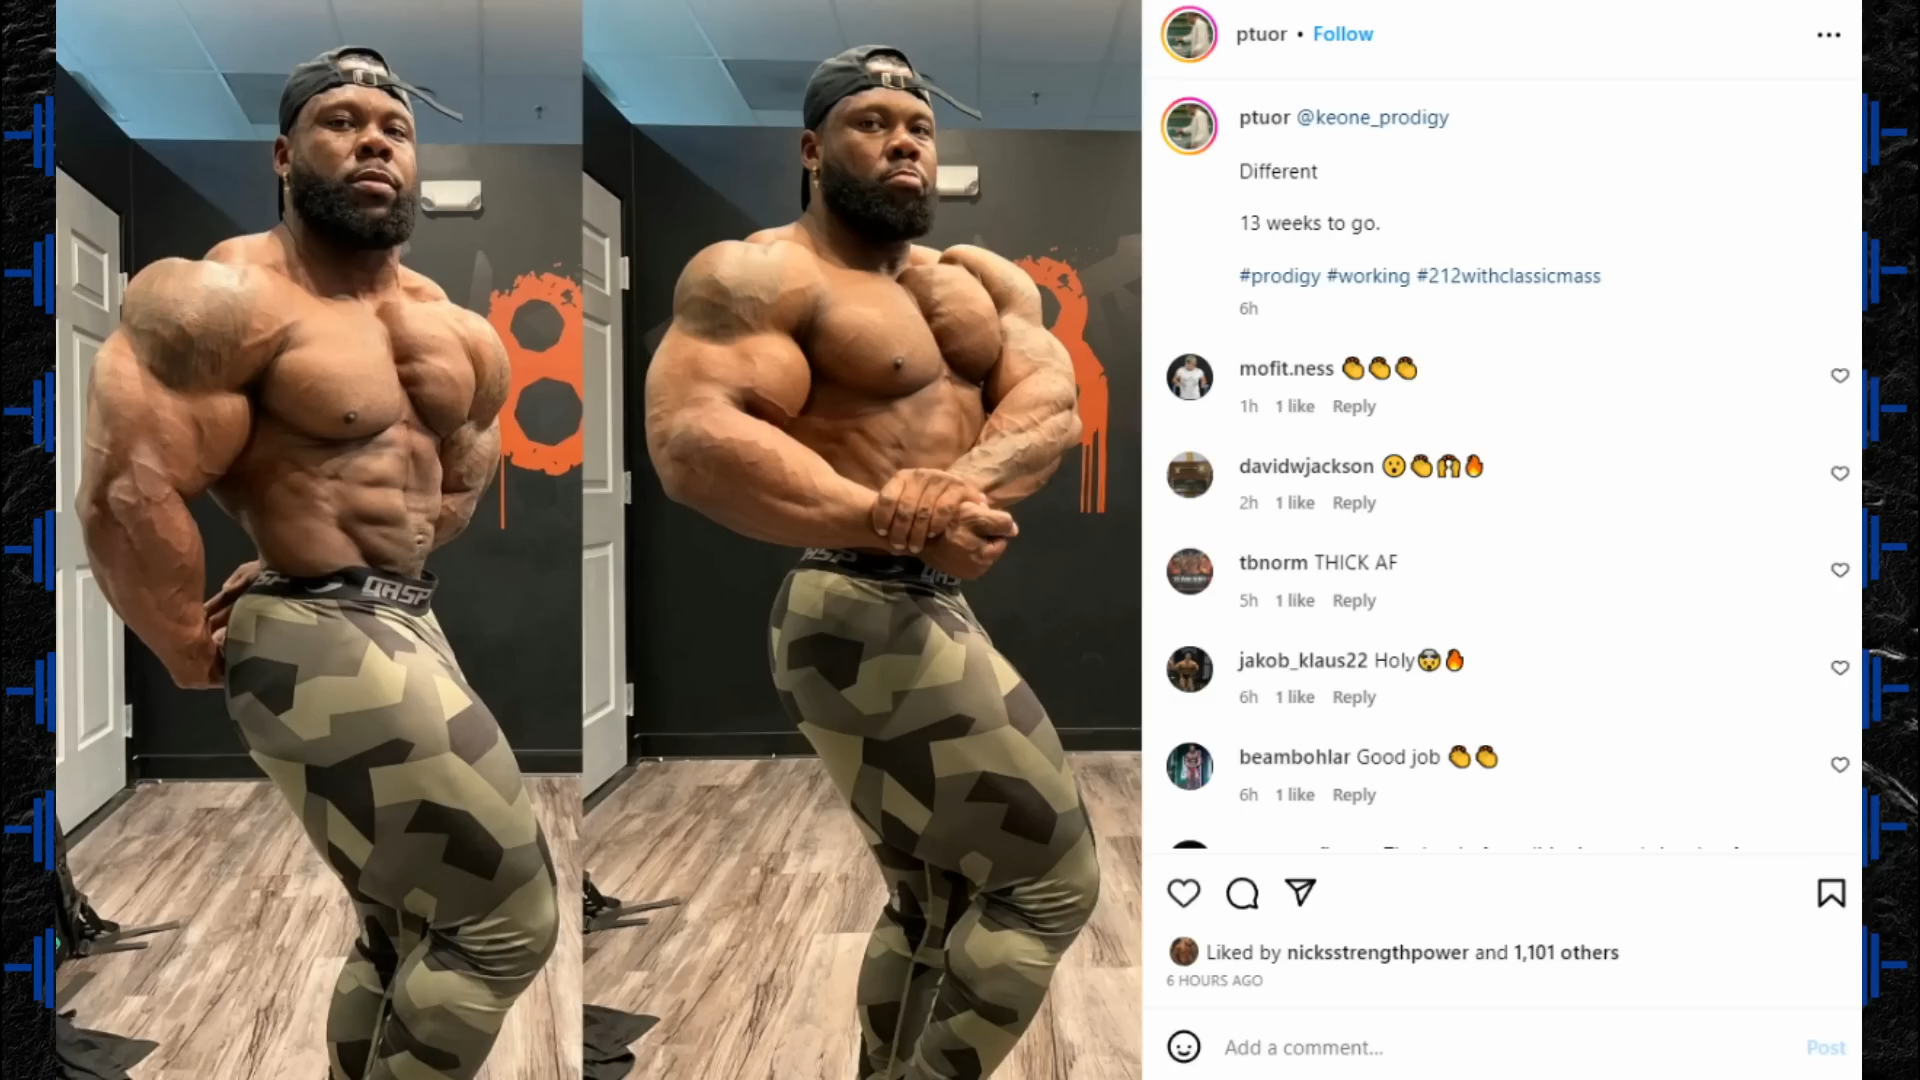 ptuor • Follow
ptuor @keone_prodigy
Different
13 weeks to go.
#prodigy #working #212withclassicmass
6h
mofit.ness 👏👏👏
1h 1 like Reply
davidwjackson 😮👏🙌🔥
2h 1 like Reply
tbnorm THICK AF
5h 1 like Reply
jakob_klaus22 Holy🤯🔥
6h 1 like Reply
beambohlar Good job 👏👏
6h 1 like Reply
Liked by nicksstrengthpower and 1,101 others
6 HOURS AGO
Add a comment... Post